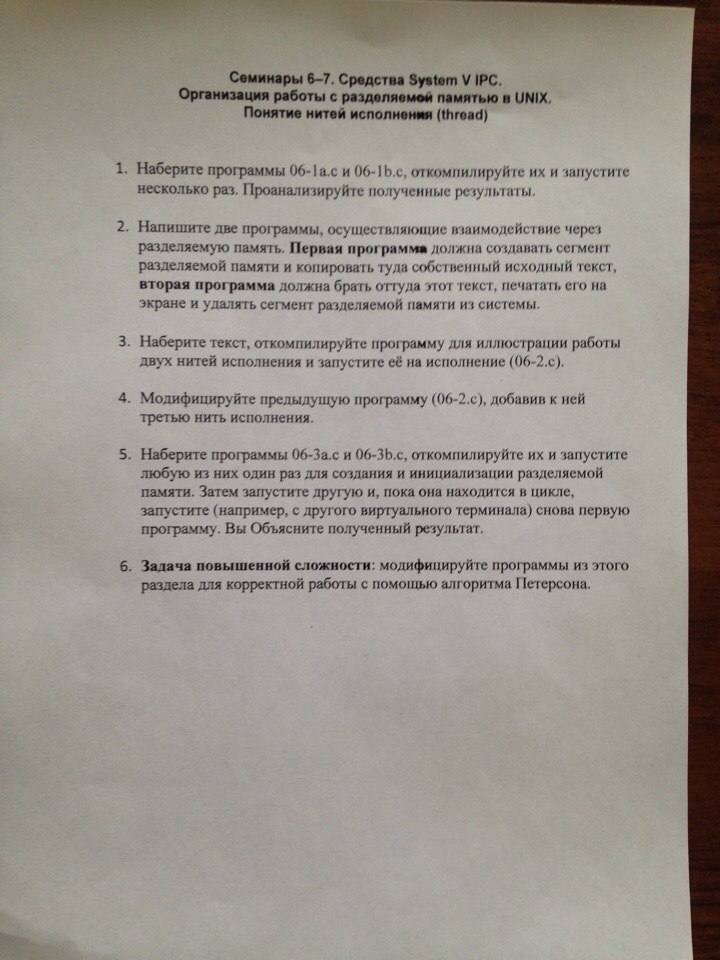 Семинары 6–7. Средства System V IPC.
Организация работы с разделяемой памятью в UNIX.
Понятие нитей исполнения (thread)
1. Наберите программы 06-1a.c и 06-1b.c, откомпилируйте их и запустите
несколько раз. Проанализируйте полученные результаты.
2. Напишите две программы, осуществляющие взаимодействие через
разделяемую память. Первая программа должна создавать сегмент
разделяемой памяти и копировать туда собственный исходный текст,
вторая программа должна брать оттуда этот текст, печатать его на
экране и удалять сегмент разделяемой памяти из системы.
3. Наберите текст, откомпилируйте программу для иллюстрации работы
двух нитей исполнения и запустите её на исполнение (06-2.c).
4. Модифицируйте предыдущую программу (06-2.c), добавив к ней
третью нить исполнения.
5. Наберите программы 06-3a.c и 06-3b.c, откомпилируйте их и запустите
любую из них один раз для создания и инициализации разделяемой
памяти. Затем запустите другую и, пока она находится в цикле,
запустите (например, с другого виртуального терминала) снова первую
программу. Вы Объясните полученный результат.
6. Задача повышенной сложности: модифицируйте программы из этого
раздела для корректной работы с помощью алгоритма Петерсона.